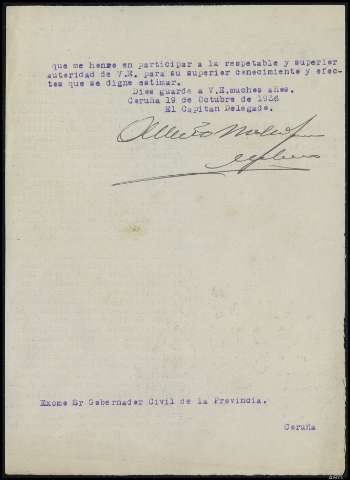 que me henro en participar a la respetable y superior
autoridad de V.E. para su superior conocimiento y efec-
tos que se digne estimar.
Dios guarde a V.E.muchos años.
Coruña 19 de Octubre de 1936
El Capitan Delegado.
Exomo Sr Gobernador Civil de la Provincia.
Coruña